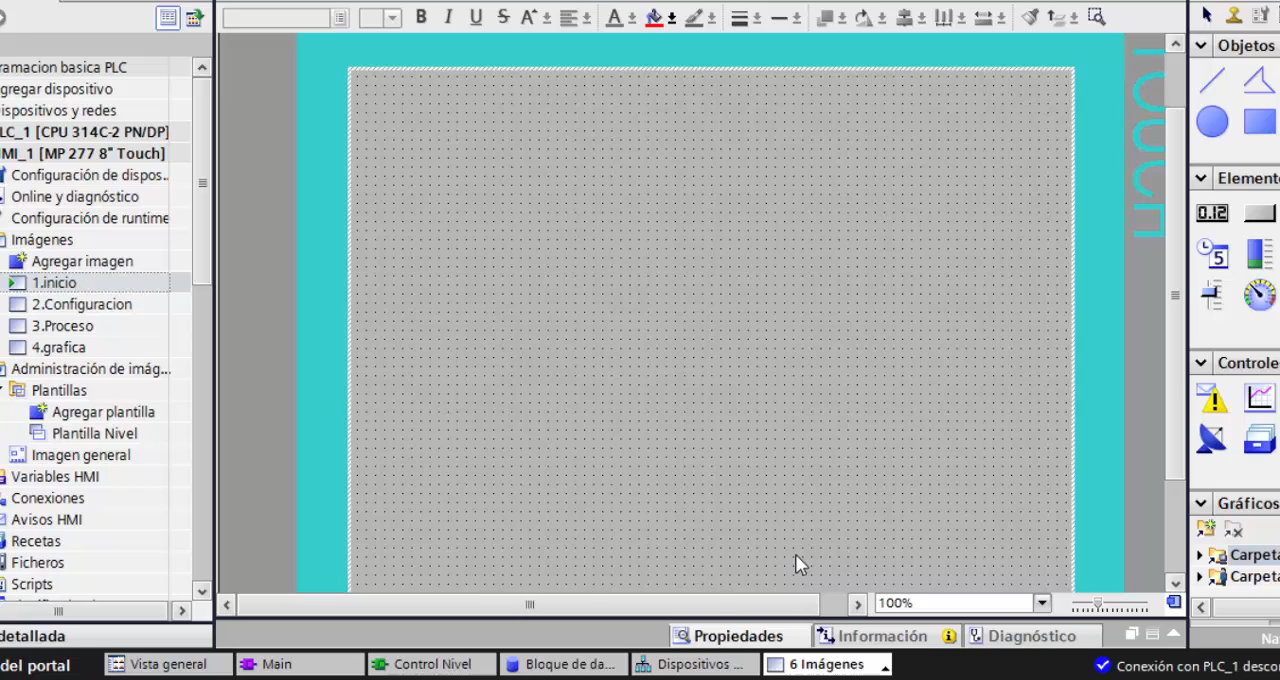 B I U S A
ramacion basica PLC
gregar dispositivo
ispositivos y redes
LC_1 [CPU 314C-2 PN/DP]
MI_1 [MP 277 8" Touch]
Configuración de dispos..
Online y diagnóstico
Configuración de runtime
Imágenes
Agregar imagen
1.inicio
2.Configuracion
3.Proceso
4.grafica
Administración de imág...
Plantillas
Agregar plantilla
Plantilla Nivel
Imagen general
Variables HMI
Conexiones
Avisos HMI
Recetas
Ficheros
Scripts
detallada
TOUCH
100%
Propiedades
Información
Diagnóstico
Objetos
Elemento
0.12
5
Controle
Gráficos
Carpeta
Carpeta
Na
del portal
Vista general
Main
Control Nivel
Bloque de da...
Dispositivos ...
6 Imágenes
Conexión con PLC_1 desco